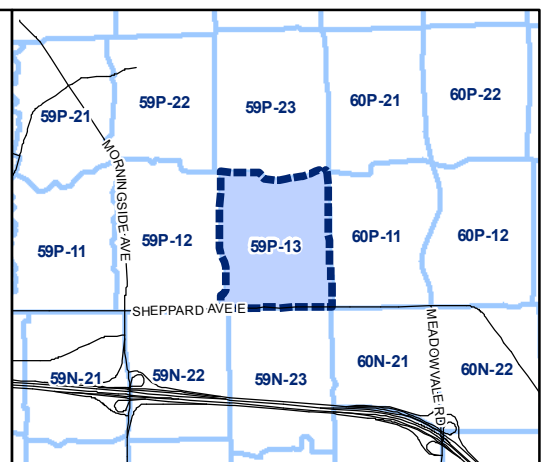 59P-21
59P-22
59P-23
60P-21
60P-22
MORNINGSIDE AVE
59P-11
59P-12
59P-13
60P-11
60P-12
SHEPPARD AVE E
MEADOWVALE RD
59N-21
59N-22
59N-23
60N-21
60N-22